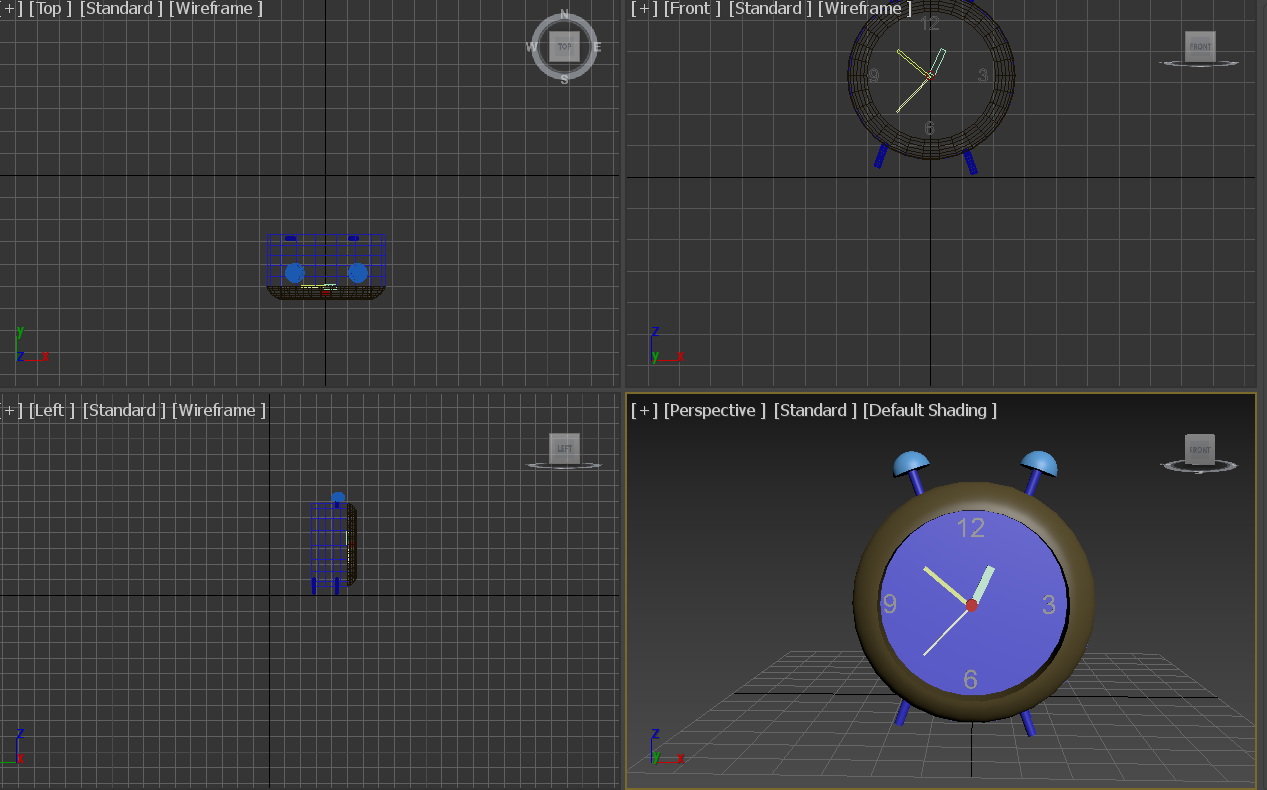 + ] [Top ] [Standard ] [Wireframe ]
N
W TOP E
S
z x
y
[ + ] [Front ] [Standard ] [Wireframe ]
12
9 3
6
FRONT
z
y x
+ ] [Left ] [Standard ] [Wireframe ]
LEFT
z
x
[ + ] [Perspective ] [Standard ] [Default Shading ]
FRONT
12
9 3
6
z
y x